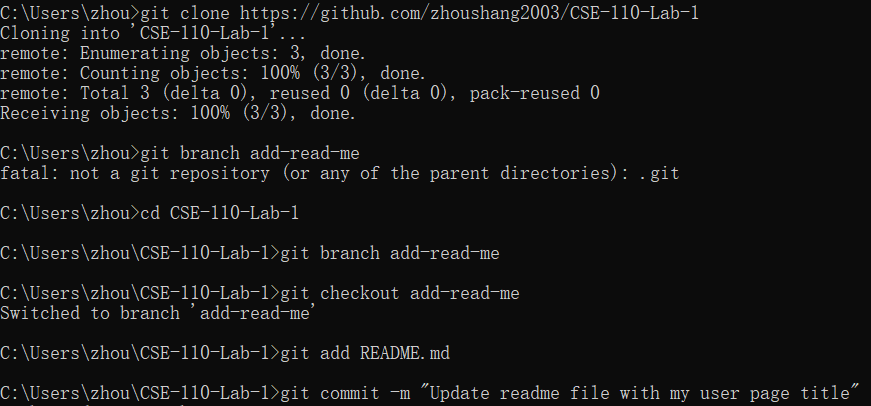 C:\Users\zhou>git clone https://github.com/zhoushang2003/CSE-110-Lab-1
Cloning into 'CSE-110-Lab-1'...
remote: Enumerating objects: 3, done.
remote: Counting objects: 100% (3/3), done.
remote: Total 3 (delta 0), reused 0 (delta 0), pack-reused 0
Receiving objects: 100% (3/3), done.
C:\Users\zhou>git branch add-read-me
fatal: not a git repository (or any of the parent directories): .git
C:\Users\zhou>cd CSE-110-Lab-1
C:\Users\zhou\CSE-110-Lab-1>git branch add-read-me
C:\Users\zhou\CSE-110-Lab-1>git checkout add-read-me
Switched to branch 'add-read-me'
C:\Users\zhou\CSE-110-Lab-1>git add README.md
C:\Users\zhou\CSE-110-Lab-1>git commit -m "Update readme file with my user page title"